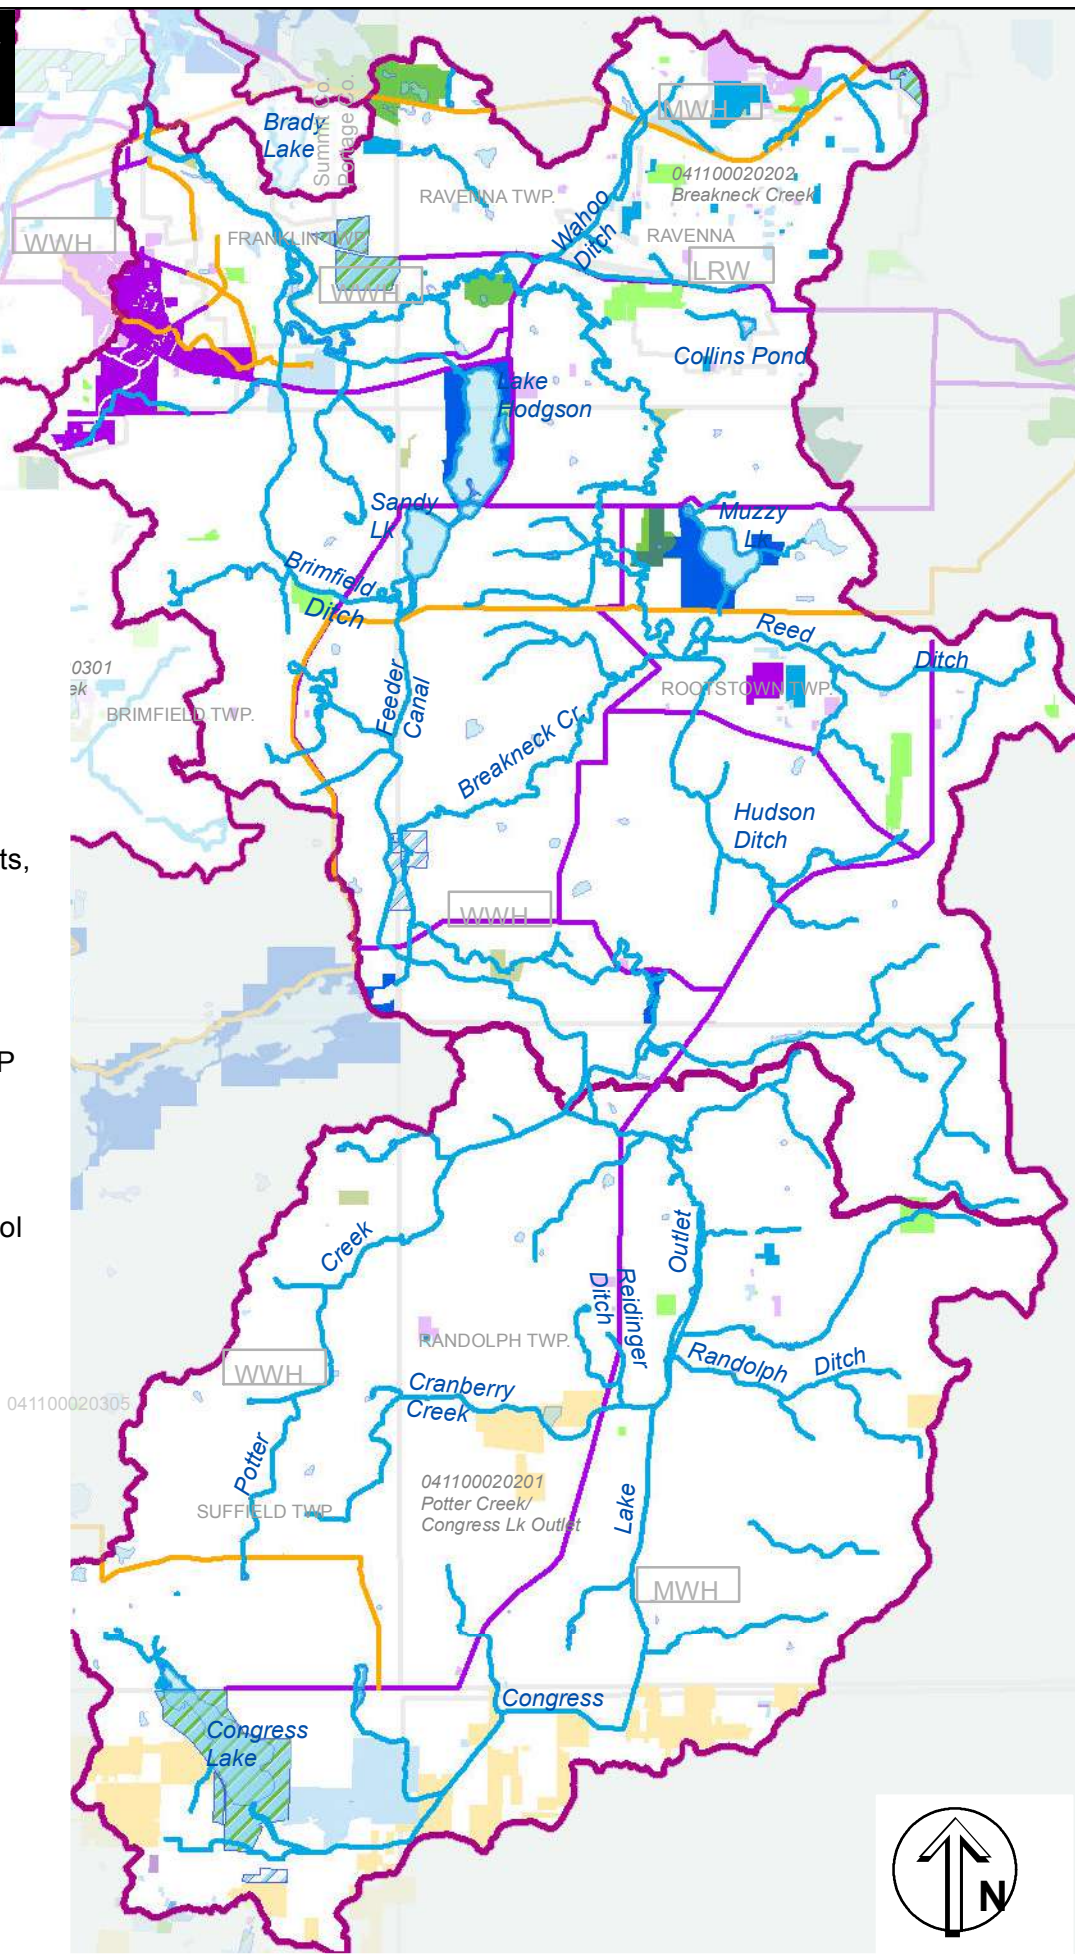 Brady
Lake
Summit Co.
Portage Co.
MWH
041100020202
Breakneck Creek
RAVENNA TWP.
Wahoo
Ditch
RAVENNA
WWH
FRANKLIN TWP.
LRW
WWH
Collins Pond
Lake
Hodgson
Sandy
Lk
Muzzy
Lk
Brimfield
Ditch
Reed
Ditch
0301
ek
ROOTSTOWN TWP.
BRIMFIELD TWP.
Feeder
Canal
Breakneck Cr
Hudson
Ditch
ts,
WWH
P
ol
Creek
Outlet
Reidinger
Ditch
RANDOLPH TWP.
WWH
Randolph Ditch
041100020305
Cranberry
Creek
Potter
041100020201
Potter Creek/
Congress Lk Outlet
SUFFIELD TWP
Lake
MWH
Congress
Congress
Lake
N